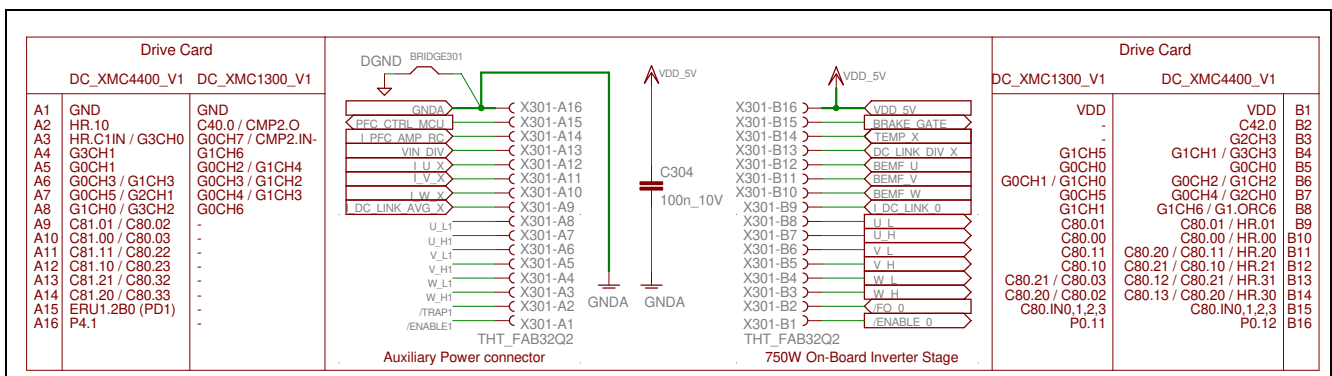 Drive Card
DC_XMC4400_V1 DC_XMC1300_V1
A1 GND GND
A2 HR.10 C40.0 / CMP2.O
A3 HR.C1IN / G3CH0 G0CH7 / CMP2.IN-
A4 G3CH1 G1CH6
A5 G0CH1 G0CH2 / G1CH4
A6 G0CH3 / G1CH3 G0CH3 / G1CH2
A7 G0CH5 / G2CH1 G0CH4 / G1CH3
A8 G1CH0 / G3CH2 G0CH6
A9 C81.01 / C80.02 -
A10 C81.00 / C80.03 -
A11 C81.11 / C80.22 -
A12 C81.10 / C80.23 -
A13 C81.21 / C80.32 -
A14 C81.20 / C80.33 -
A15 ERU1.2B0 (PD1) -
A16 P4.1 -
DGND BRIDGE301
GNDA X301-A16
PFC_CTRL_MCU X301-A15
I_PFC_AMP_RC X301-A14
VIN_DIV X301-A13
I_U_X X301-A12
I_V_X X301-A11
I_W_X X301-A10
I_DC_LINK_AVG_X X301-A9
U_L1 X301-A8
U_H1 X301-A7
V_L1 X301-A6
V_H1 X301-A5
W_L1 X301-A4
W_H1 X301-A3
/TRAP1 X301-A2
/ENABLE1 X301-A1
THT_FAB32Q2
Auxiliary Power connector
GNDA
VDD_5V
C304
100n_10V
GNDA
VDD_5V
X301-B16 VDD_5V
X301-B15 BRAKE_GATE
X301-B14 TEMP_X
X301-B13 DC_LINK_DIV_X
X301-B12 BEMF_U
X301-B11 BEMF_V
X301-B10 BEMF_W
X301-B9 I_DC_LINK_0
X301-B8 U_L
X301-B7 U_H
X301-B6 V_L
X301-B5 V_H
X301-B4 W_L
X301-B3 W_H
X301-B2 /FO_0
X301-B1 /ENABLE_0
THT_FAB32Q2
750W On-Board Inverter Stage
Drive Card
DC_XMC1300_V1 DC_XMC4400_V1
VDD VDD B1
- C42.0 B2
- G2CH3 B3
G1CH5 G1CH1 / G3CH3 B4
G0CH0 G0CH0 B5
G0CH1 / G1CH0 G0CH2 / G1CH2 B6
G0CH5 G0CH4 / G2CH0 B7
G1CH1 G1CH6 / G1.ORC6 B8
C80.01 C80.01 / HR.01 B9
C80.00 C80.00 / HR.00 B10
C80.11 C80.20 / C80.11 / HR.20 B11
C80.10 C80.21 / C80.10 / HR.21 B12
C80.21 / C80.03 C80.12 / C80.21 / HR.31 B13
C80.20 / C80.02 C80.13 / C80.20 / HR.30 B14
C80.IN0,1,2,3 C80.IN0,1,2,3 B15
P0.11 P0.12 B16